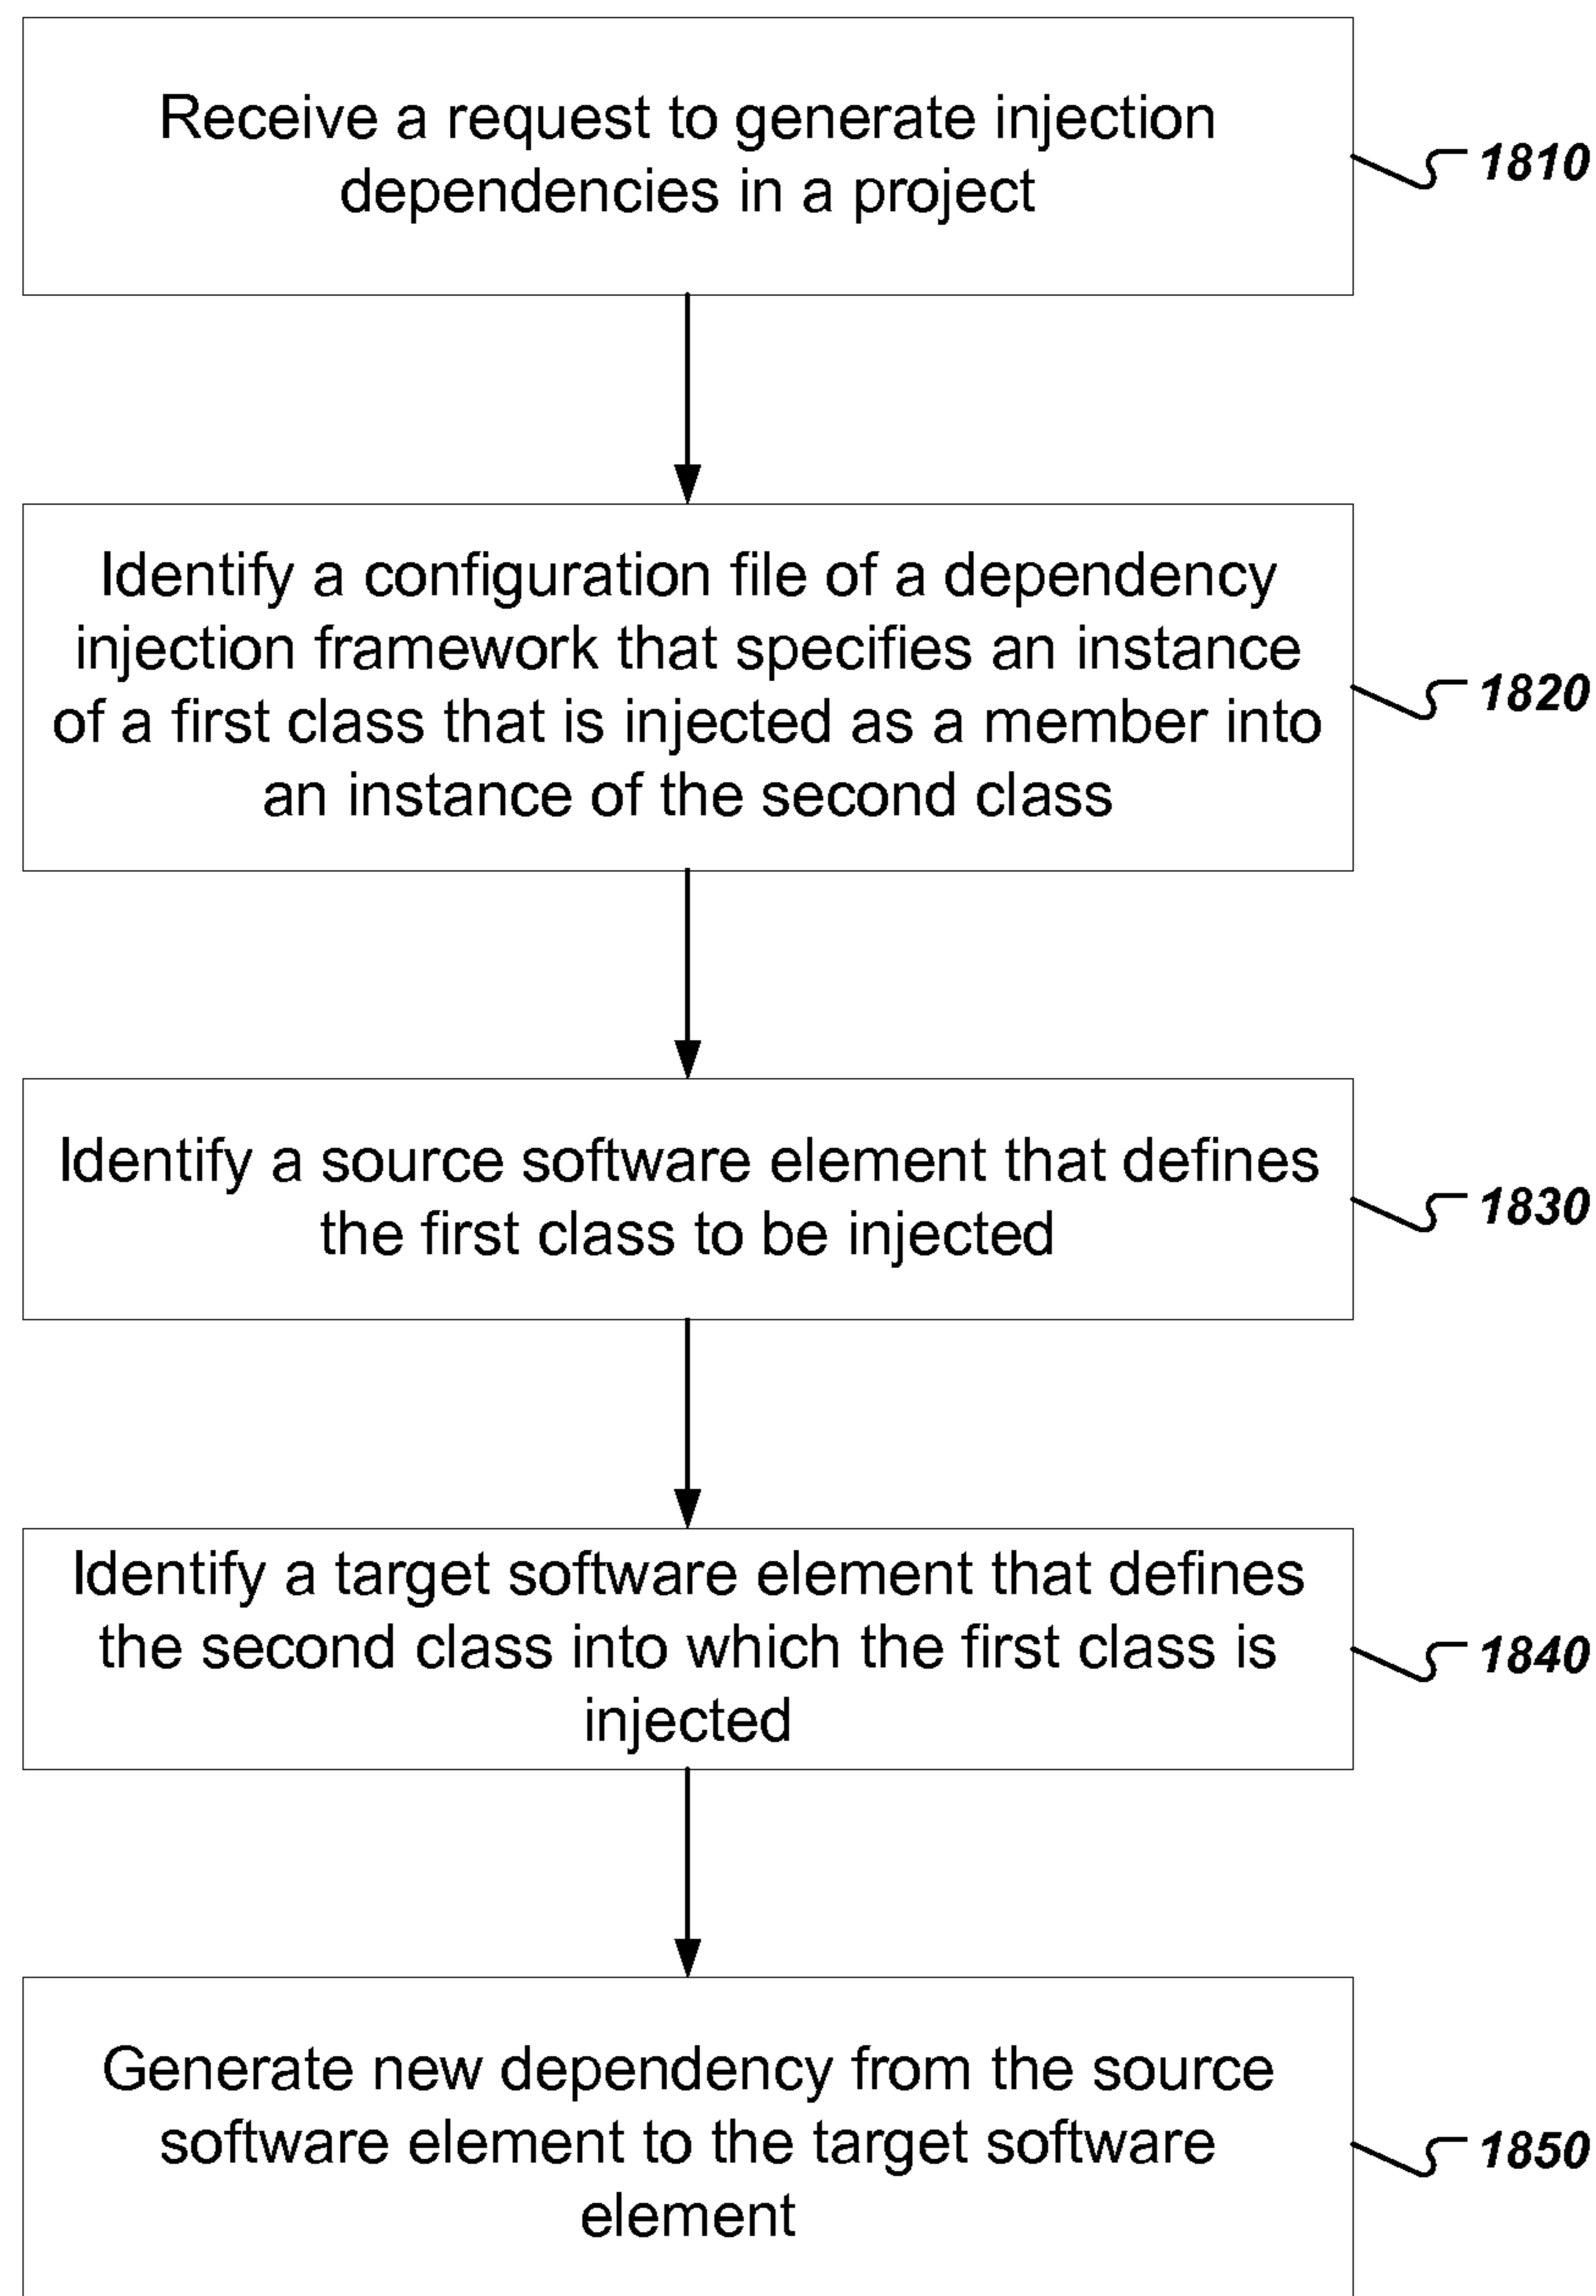 Receive a request to generate injection
dependencies in a project
1810
Identify a configuration file of a dependency
injection framework that specifies an instance
of a first class that is injected as a member into
an instance of the second class
1820
Identify a source software element that defines
the first class to be injected
1830
Identify a target software element that defines
the second class into which the first class is
injected
1840
Generate new dependency from the source
software element to the target software
element
1850